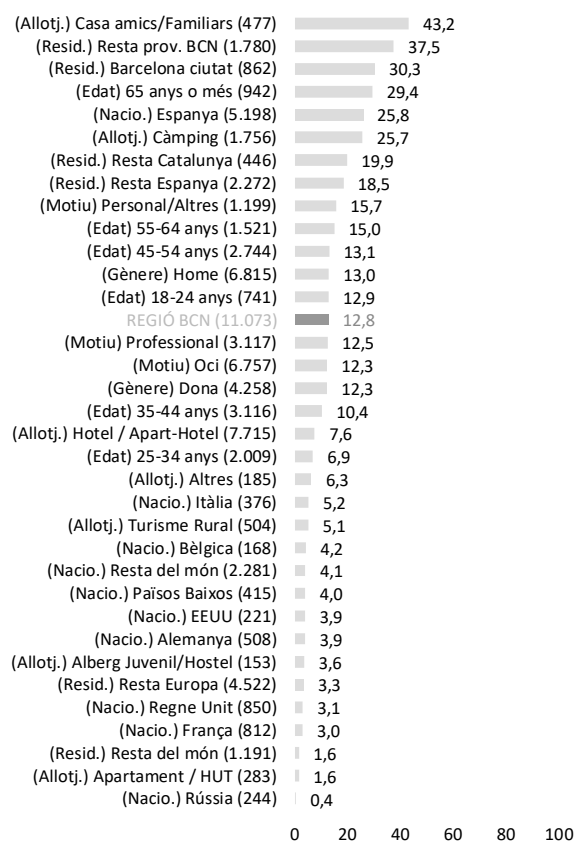 (Allotj.) Casa amics/Familiars (477) 43,2
(Resid.) Resta prov. BCN (1.780) 37,5
(Resid.) Barcelona ciutat (862) 30,3
(Edat) 65 anys o més (942) 29,4
(Nacio.) Espanya (5.198) 25,8
(Allotj.) Càmping (1.756) 25,7
(Resid.) Resta Catalunya (446) 19,9
(Resid.) Resta Espanya (2.272) 18,5
(Motiu) Personal/Altres (1.199) 15,7
(Edat) 55-64 anys (1.521) 15,0
(Edat) 45-54 anys (2.744) 13,1
(Gènere) Home (6.815) 13,0
(Edat) 18-24 anys (741) 12,9
REGIÓ BCN (11.073) 12,8
(Motiu) Professional (3.117) 12,5
(Motiu) Oci (6.757) 12,3
(Gènere) Dona (4.258) 12,3
(Edat) 35-44 anys (3.116) 10,4
(Allotj.) Hotel / Apart-Hotel (7.715) 7,6
(Edat) 25-34 anys (2.009) 6,9
(Allotj.) Altres (185) 6,3
(Nacio.) Itàlia (376) 5,2
(Allotj.) Turisme Rural (504) 5,1
(Nacio.) Bèlgica (168) 4,2
(Nacio.) Resta del món (2.281) 4,1
(Nacio.) Països Baixos (415) 4,0
(Nacio.) EEUU (221) 3,9
(Nacio.) Alemanya (508) 3,9
(Allotj.) Alberg Juvenil/Hostel (153) 3,6
(Resid.) Resta Europa (4.522) 3,3
(Nacio.) Regne Unit (850) 3,1
(Nacio.) França (812) 3,0
(Resid.) Resta del món (1.191) 1,6
(Allotj.) Apartament / HUT (283) 1,6
(Nacio.) Rússia (244) 0,4
0 20 40 60 80 100